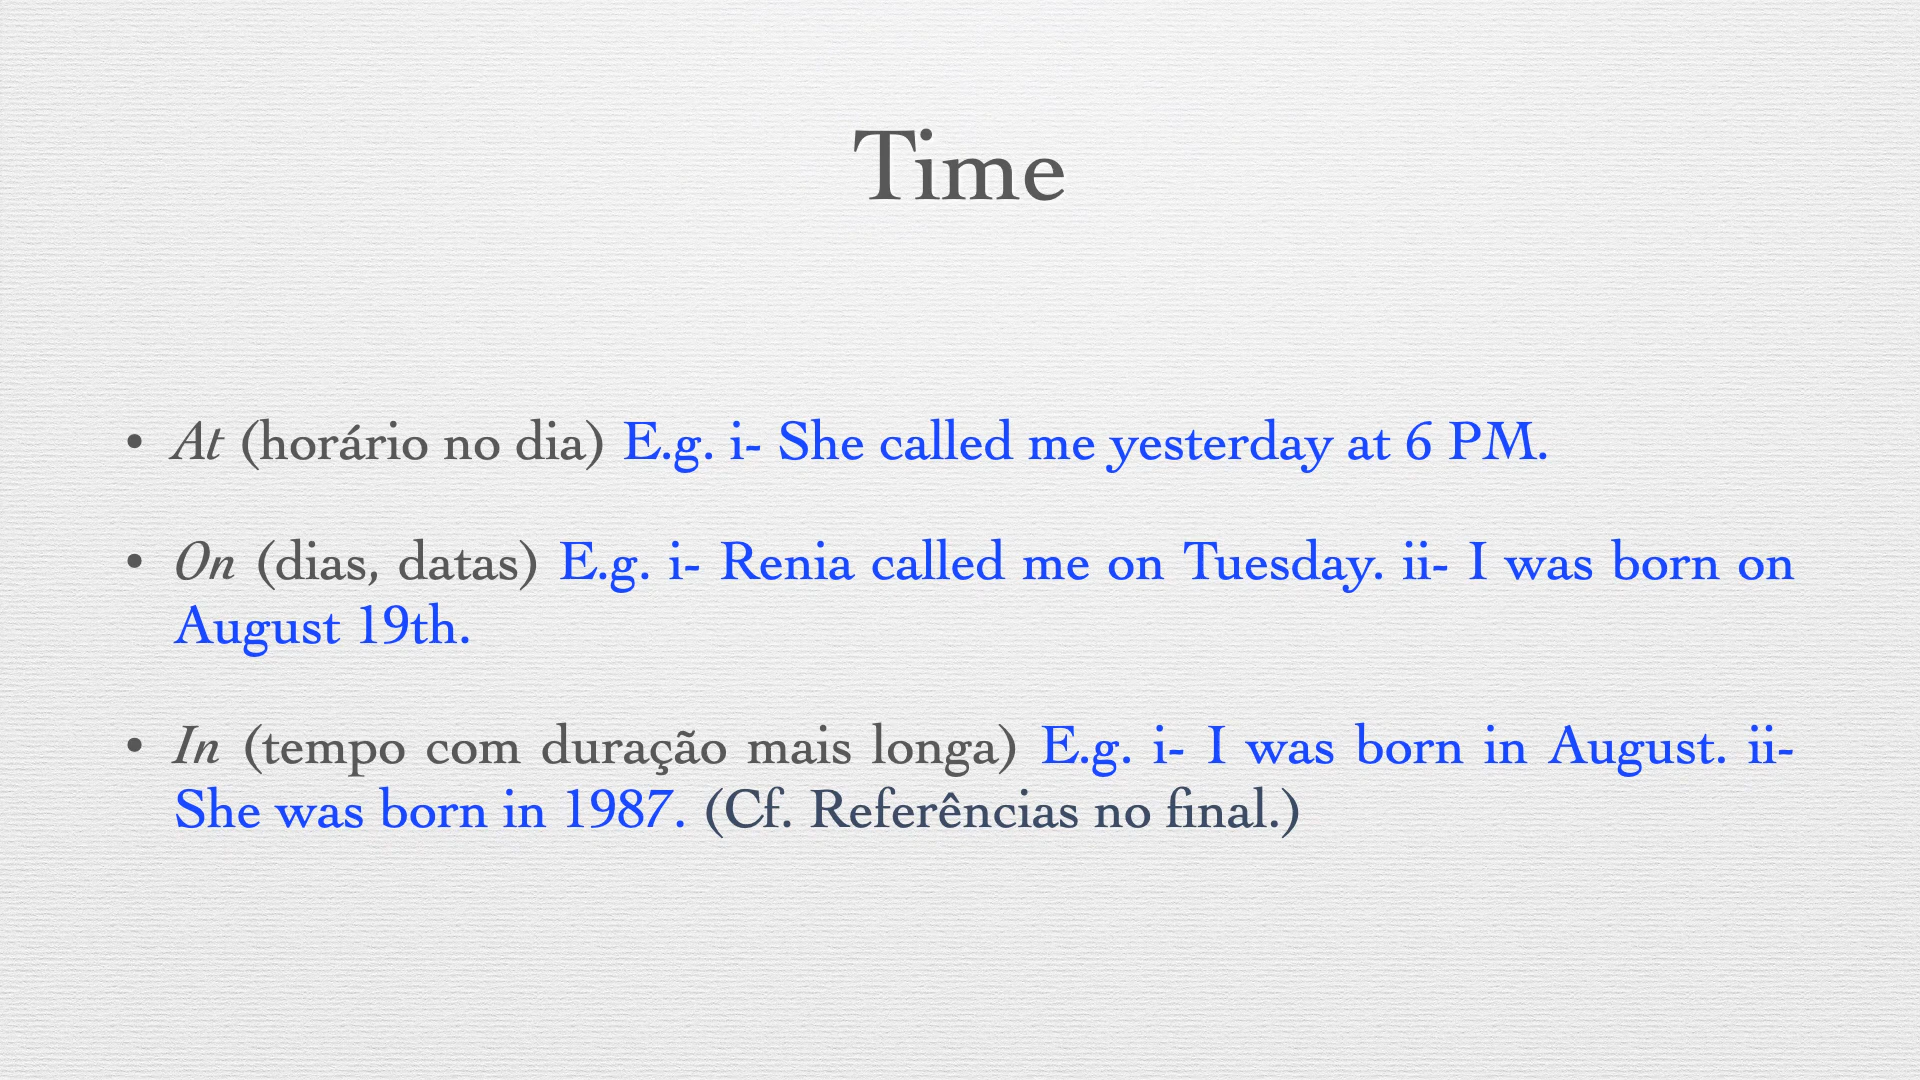 Time
• At (horário no dia) E.g. i- She called me yesterday at 6 PM.
• On (dias, datas) E.g. i- Renia called me on Tuesday. ii- I was born on
August 19th.
• In (tempo com duração mais longa) E.g. i- I was born in August. ii-
She was born in 1987. (Cf. Referências no final.)